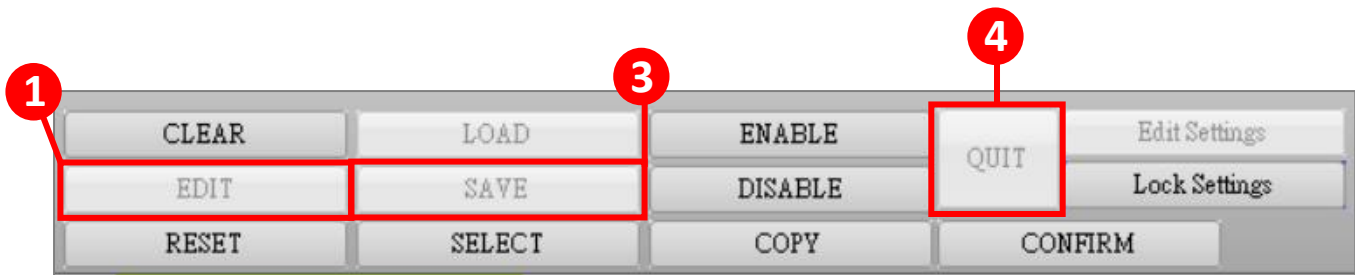 4
1
3
CLEAR LOAD ENABLE QUIT Edit Settings
EDIT SAVE DISABLE Lock Settings
RESET SELECT COPY CONFIRM